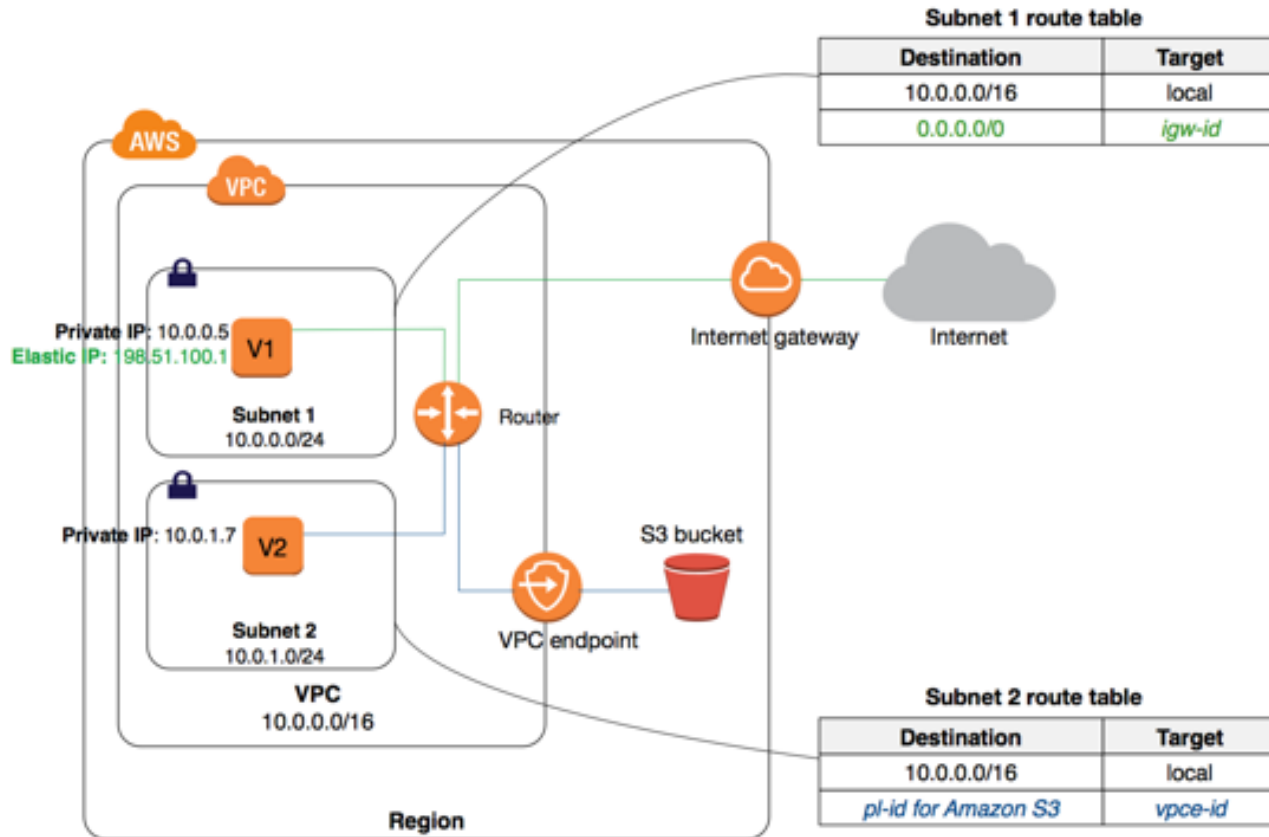 Subnet 1 route table
Destination Target
10.0.0.0/16 local
0.0.0.0/0 igw-id
AWS
VPC
Private IP: 10.0.0.5
Elastic IP: 198.51.100.1
V1
Subnet 1
10.0.0.0/24
Router
Internet gateway
Internet
Private IP: 10.0.1.7
V2
Subnet 2
10.0.1.0/24
S3 bucket
VPC endpoint
VPC
10.0.0.0/16
Region
Subnet 2 route table
Destination Target
10.0.0.0/16 local
pl-id for Amazon S3 vpce-id